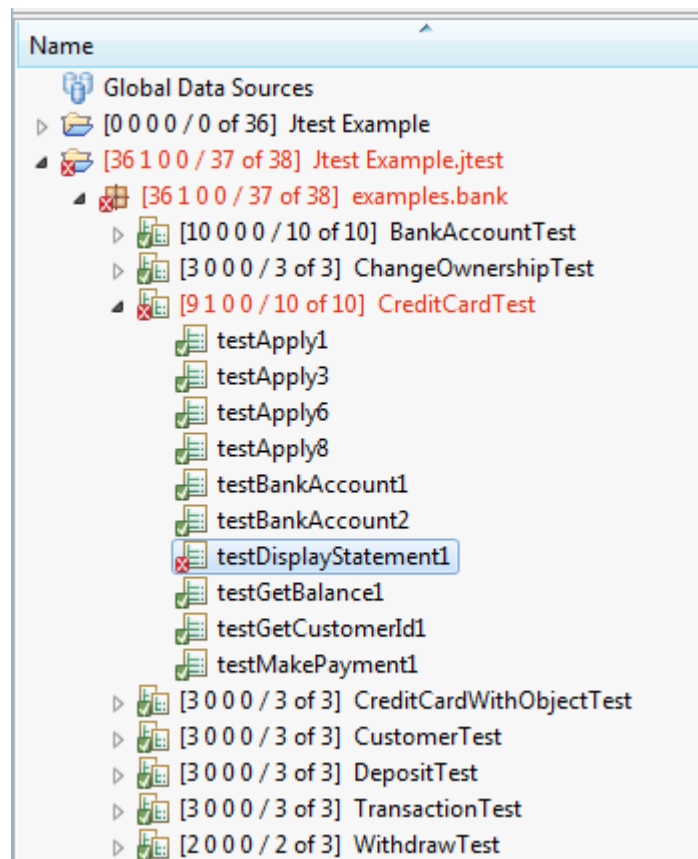 Name
Global Data Sources
[0 0 0 0 / 0 of 36] Jtest Example
[36 1 0 0 / 37 of 38] Jtest Example.jtest
[36 1 0 0 / 37 of 38] examples.bank
[10 0 0 0 / 10 of 10] BankAccountTest
[3 0 0 0 / 3 of 3] ChangeOwnershipTest
[9 1 0 0 / 10 of 10] CreditCardTest
testApply1
testApply3
testApply6
testApply8
testBankAccount1
testBankAccount2
testDisplayStatement1
testGetBalance1
testGetCustomerId1
testMakePayment1
[3 0 0 0 / 3 of 3] CreditCardWithObjectTest
[3 0 0 0 / 3 of 3] CustomerTest
[3 0 0 0 / 3 of 3] DepositTest
[3 0 0 0 / 3 of 3] TransactionTest
[2 0 0 0 / 2 of 3] WithdrawTest